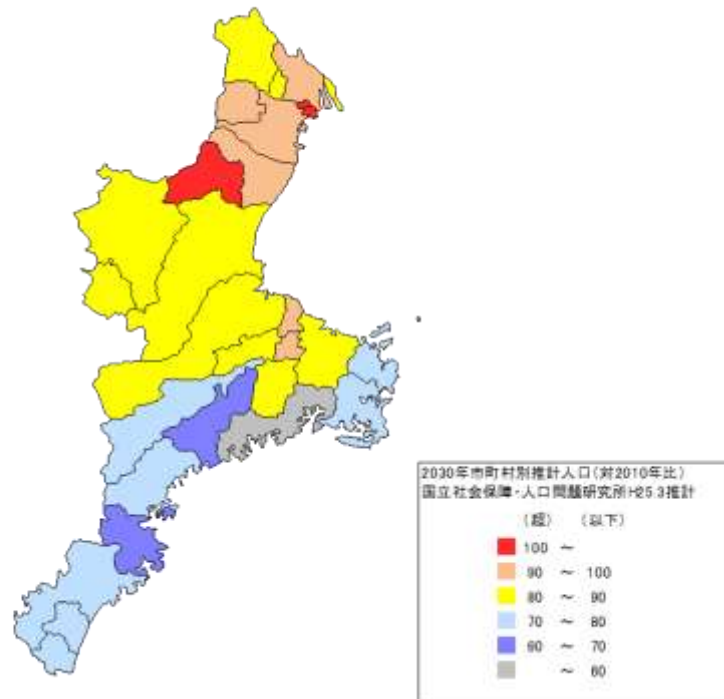 2030年市町村別推計人口(対2010年比)
国立社会保障・人口問題研究所H25.3推計
(超) (以下)
100 ～
90 ～ 100
80 ～ 90
70 ～ 80
60 ～ 70
～ 60